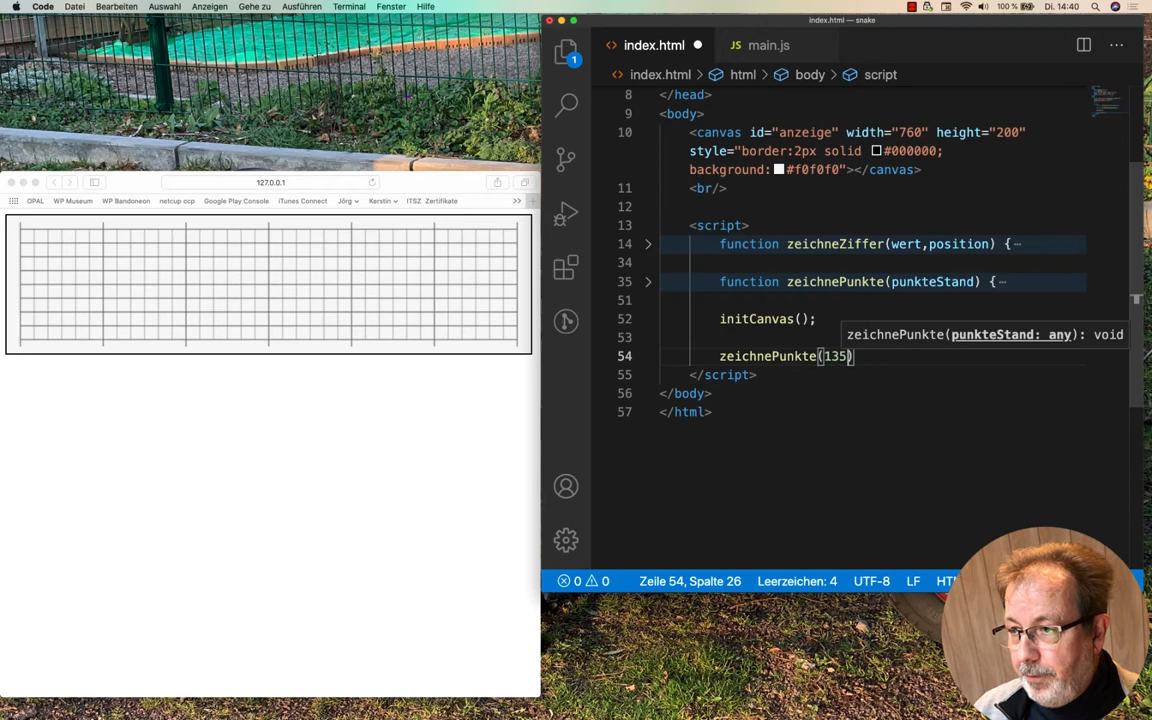 Code Datei Bearbeiten Auswahl Anzeigen Gehe zu Ausführen Terminal Fenster Hilfe 100 % Di. 14:40
index.html — snake
index.html JS main.js
1
index.html html body script
8 </head>
9 <body>
10 <canvas id="anzeige" width="760" height="200"
style="border:2px solid #000000;
background: #f0f0f0"></canvas>
11 <br/>
12
13 <script>
14 function zeichneZiffer(wert,position) {…
34
35 function zeichnePunkte(punkteStand) {…
51
52 initCanvas();
53
zeichnePunkte(punkteStand: any): void
54 zeichnePunkte(135)
55 </script>
56 </body>
57 </html>
127.0.0.1
OPAL WP Museum WP Bandoneon netcup ccp Google Play Console iTunes Connect Jörg Kerstin ITSZ Zertifikate
0 0 Zeile 54, Spalte 26 Leerzeichen: 4 UTF-8 LF